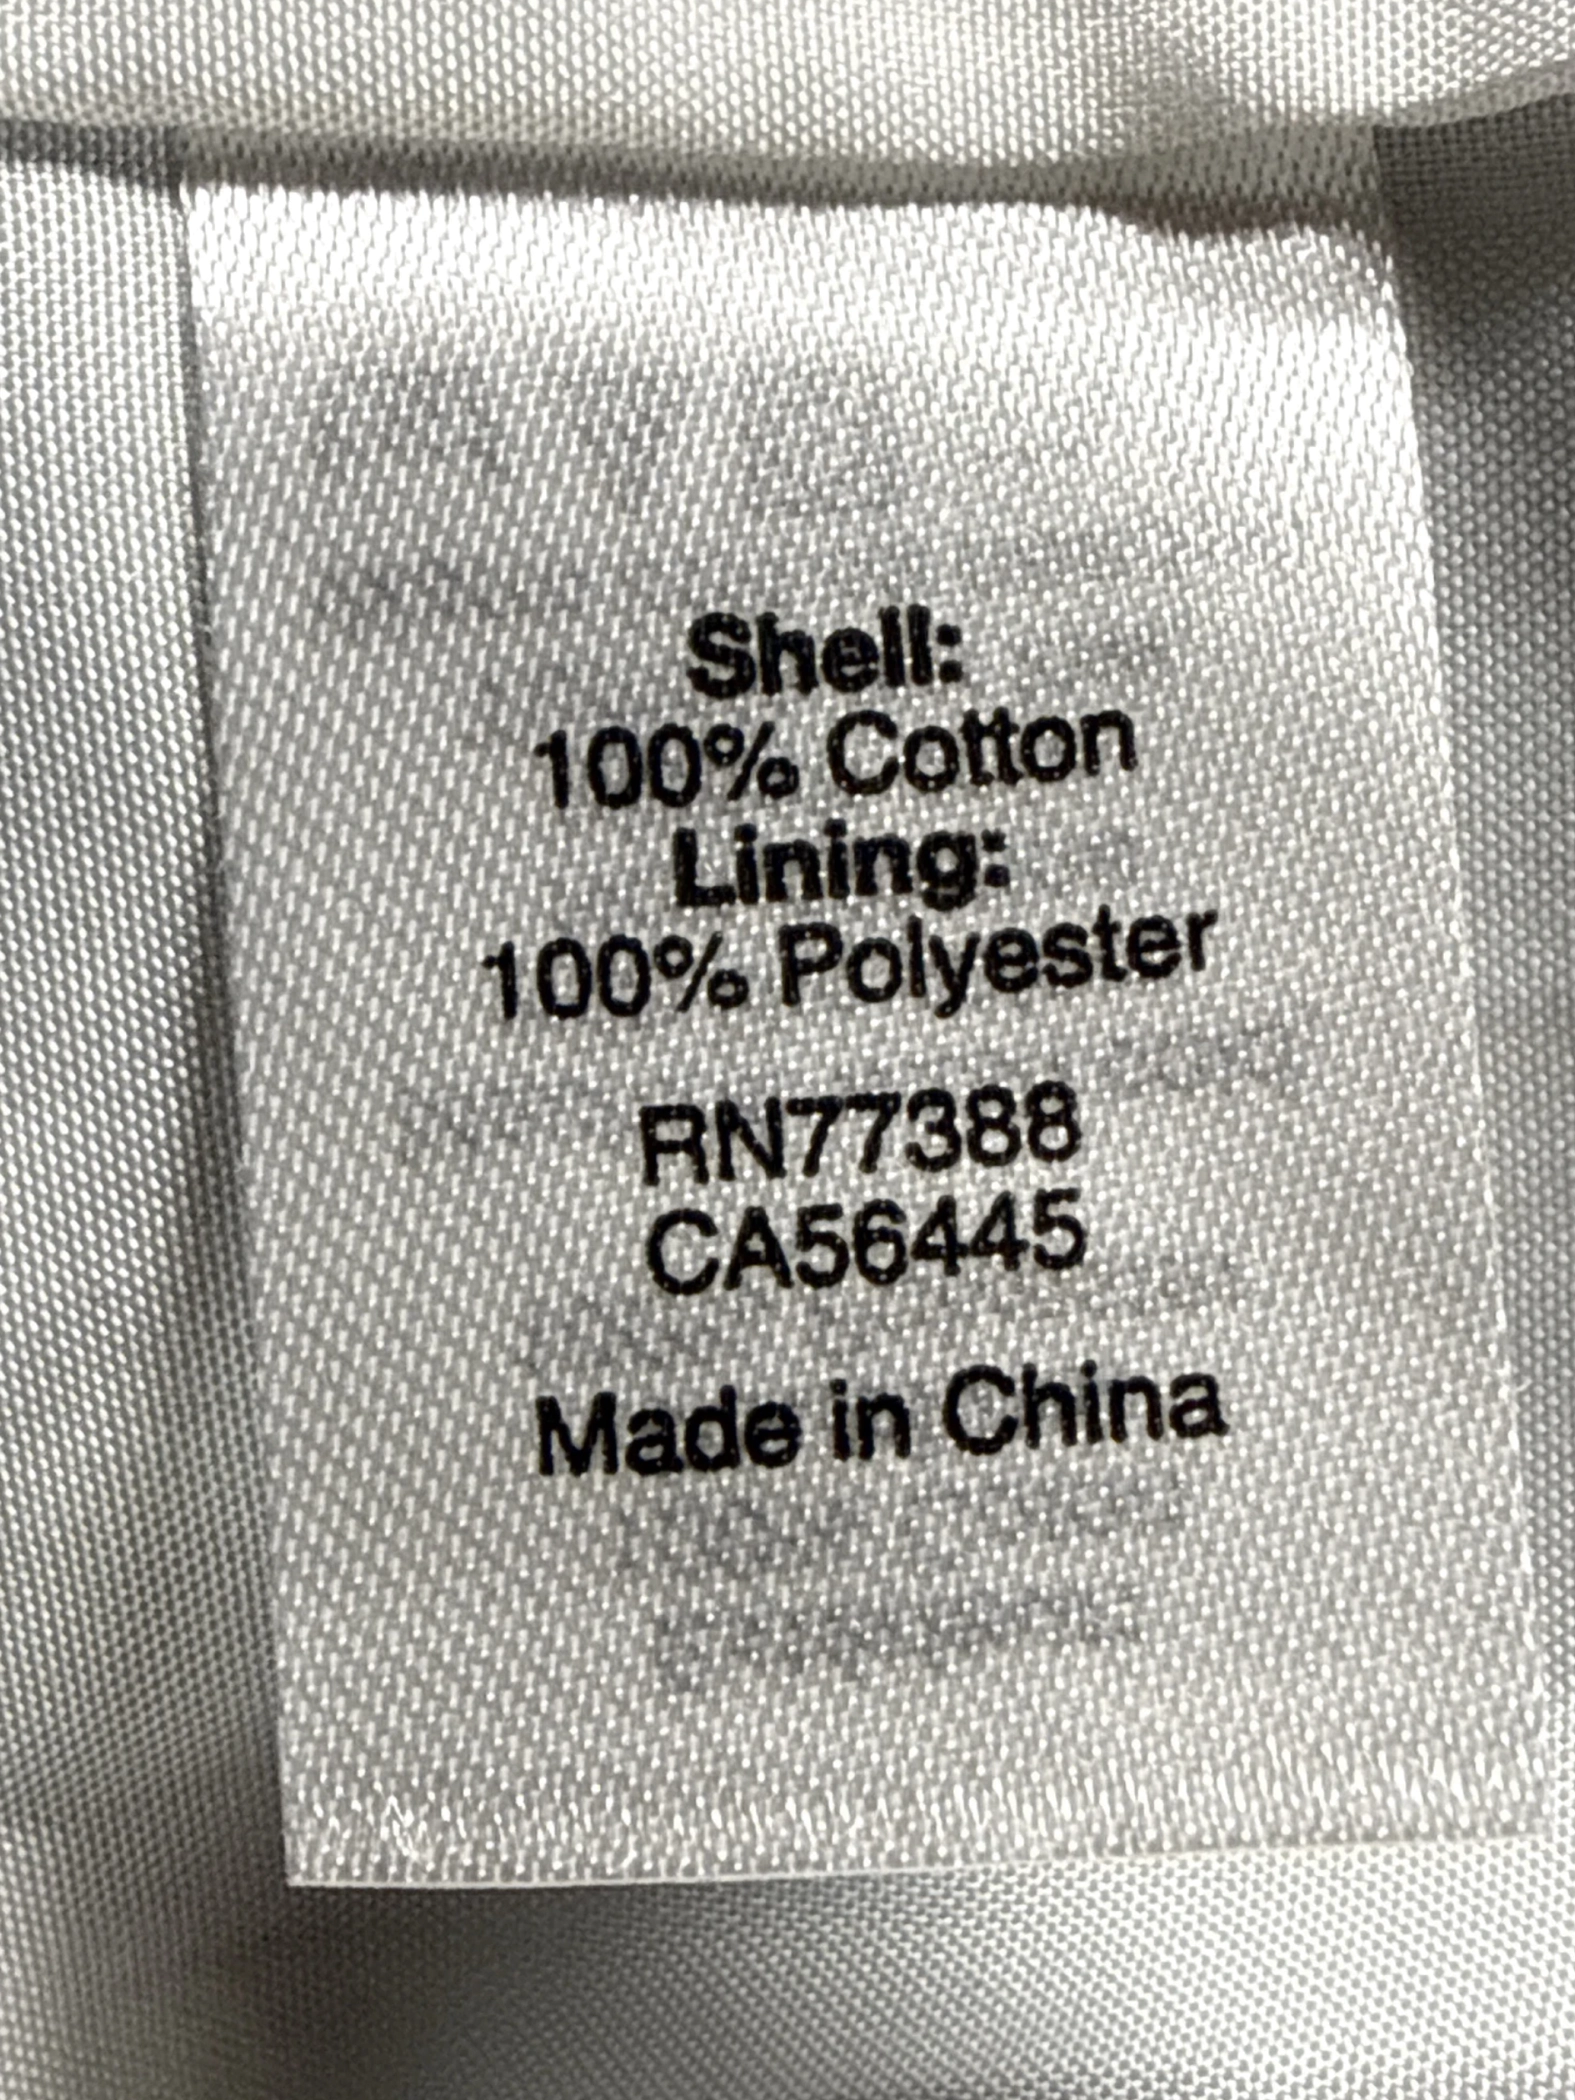 Shell:
100% Cotton
Lining:
100% Polyester
RN77388
CA56445
Made in China